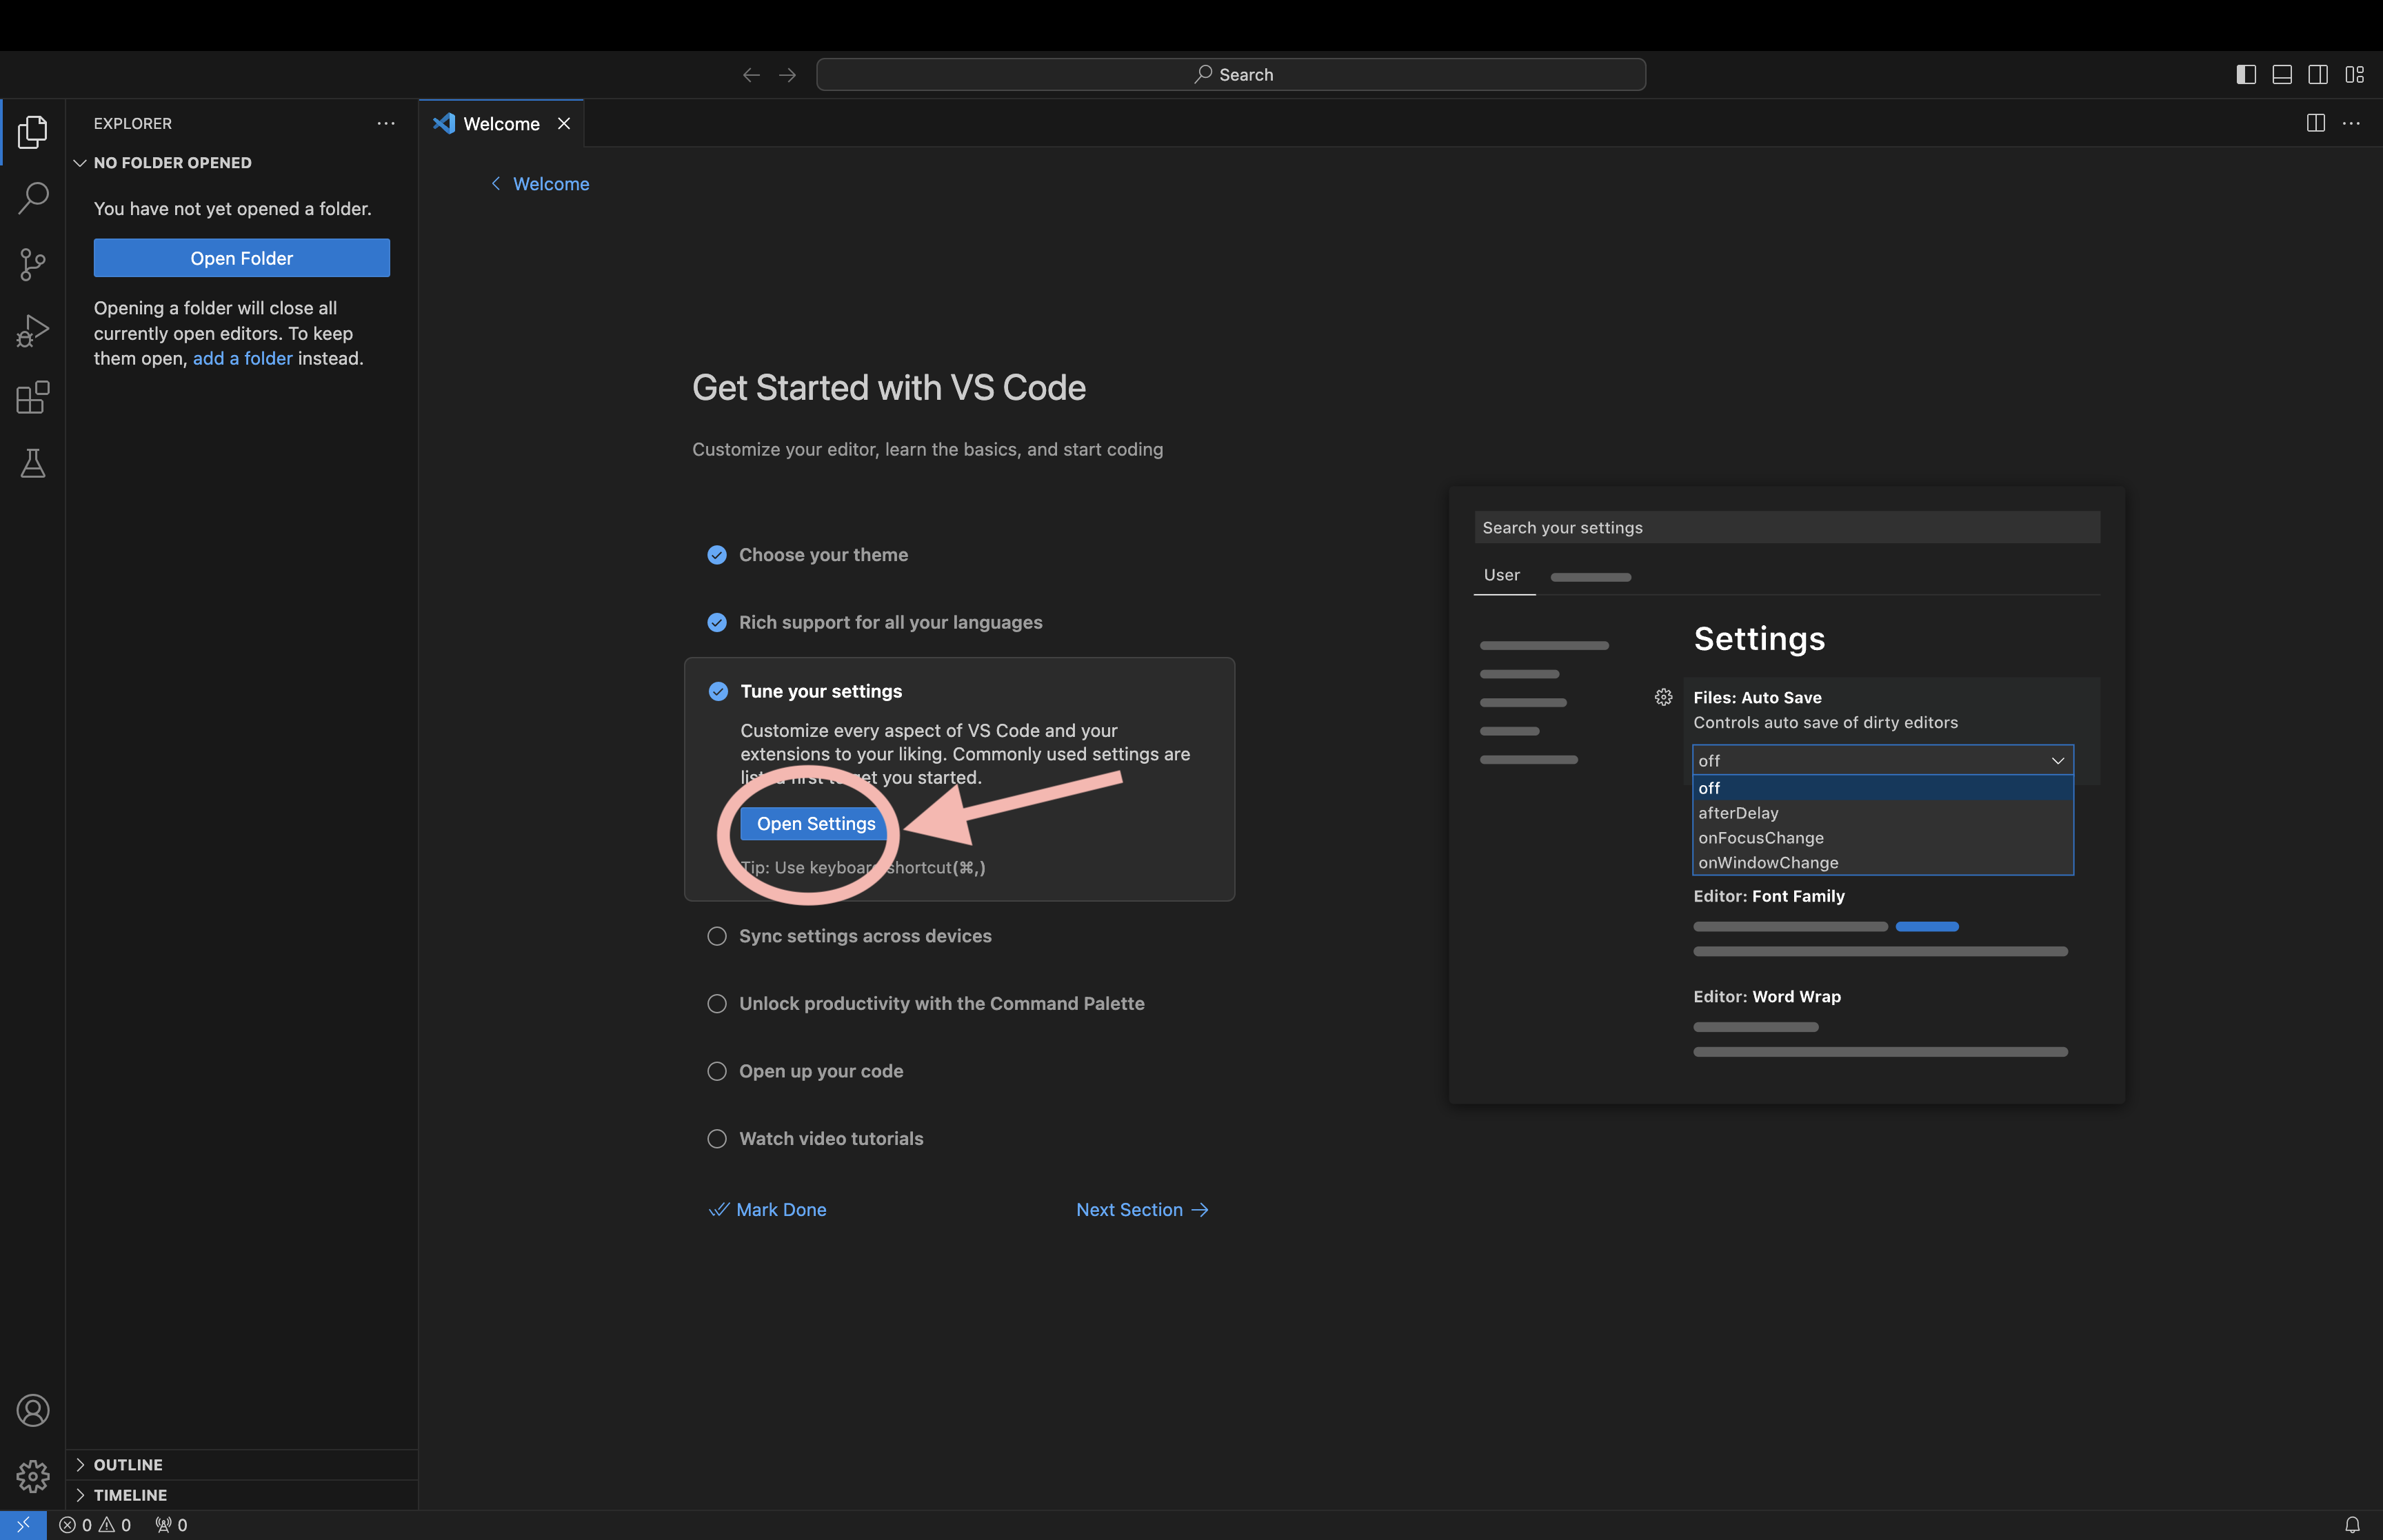 Search
EXPLORER
Welcome
NO FOLDER OPENED
Welcome
You have not yet opened a folder.
Open Folder
Opening a folder will close all
currently open editors. To keep
them open, add a folder instead.
Get Started with VS Code
Customize your editor, learn the basics, and start coding
Choose your theme
Rich support for all your languages
Tune your settings
Customize every aspect of VS Code and your
extensions to your liking. Commonly used settings are
first you started.
Open Settings
Tip: Use keyboard shortcut(⌘,)
Sync settings across devices
Unlock productivity with the Command Palette
Open up your code
Watch video tutorials
Mark Done
Next Section
Search your settings
User
Settings
Files: Auto Save
Controls auto save of dirty editors
off
off
afterDelay
onFocusChange
onWindowChange
Editor: Font Family
Editor: Word Wrap
OUTLINE
TIMELINE
0 0 0